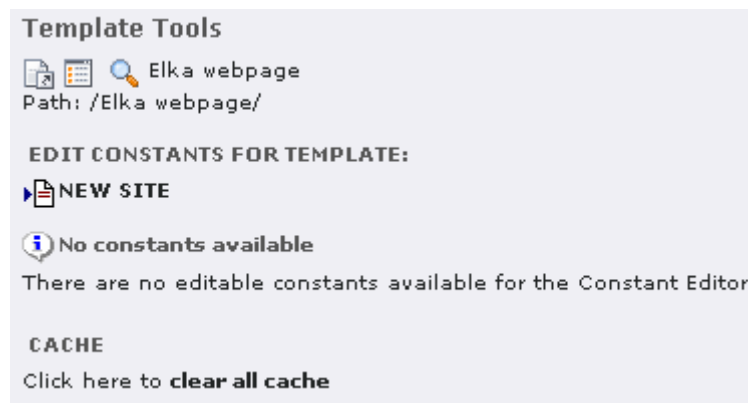 Template Tools
Elka webpage
Path: /Elka webpage/
EDIT CONSTANTS FOR TEMPLATE:
NEW SITE
No constants available
There are no editable constants available for the Constant Editor
CACHE
Click here to clear all cache